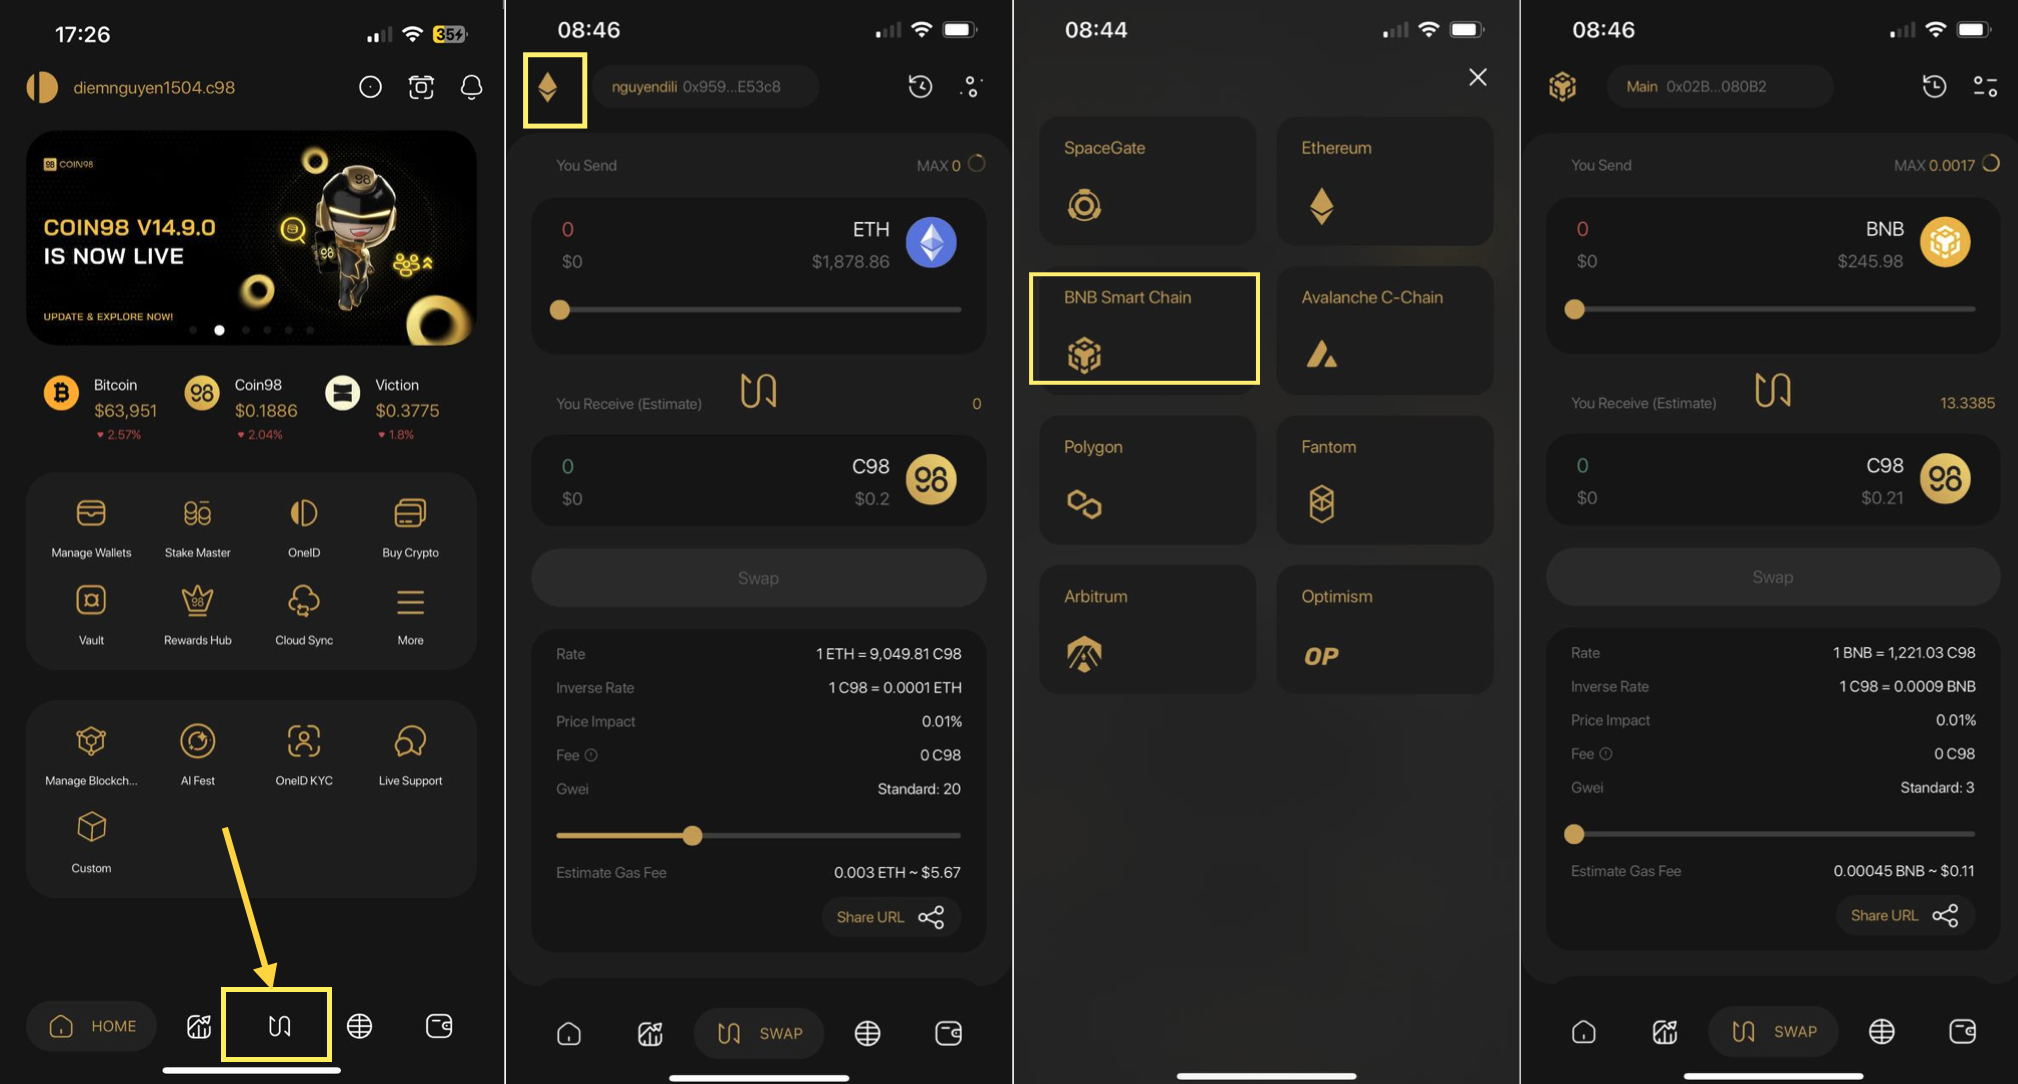 17:26
35
diemnguyen1504.c98
98 COIN98
98
COIN98 V14.9.0
IS NOW LIVE
98
UPDATE & EXPLORE NOW!
Bitcoin
$63,951
2.57%
98
Coin98
$0.1886
2.04%
Viction
$0.3775
1.8%
Manage Wallets
Stake Master
OneID
Buy Crypto
98
Vault
Rewards Hub
Cloud Sync
More
Manage Blockch...
AI Fest
OneID KYC
Live Support
Custom
HOME
08:46
nguyendili 0x959...E53c8
You Send
MAX 0
0
ETH
$0
$1,878.86
You Receive (Estimate)
0
0
C98
98
$0
$0.2
Swap
Rate
1 ETH = 9,049.81 C98
Inverse Rate
1 C98 = 0.0001 ETH
Price Impact
0.01%
Fee
0 C98
Gwei
Standard: 20
Estimate Gas Fee
0.003 ETH ~ $5.67
Share URL
SWAP
08:44
SpaceGate
Ethereum
BNB Smart Chain
Avalanche C-Chain
Polygon
Fantom
Arbitrum
Optimism
OP
08:46
Main 0x02B...080B2
You Send
MAX 0.0017
0
BNB
$0
$245.98
You Receive (Estimate)
13.3385
0
C98
98
$0
$0.21
Swap
Rate
1 BNB = 1,221.03 C98
Inverse Rate
1 C98 = 0.0009 BNB
Price Impact
0.01%
Fee
0 C98
Gwei
Standard: 3
Estimate Gas Fee
0.00045 BNB ~ $0.11
Share URL
SWAP